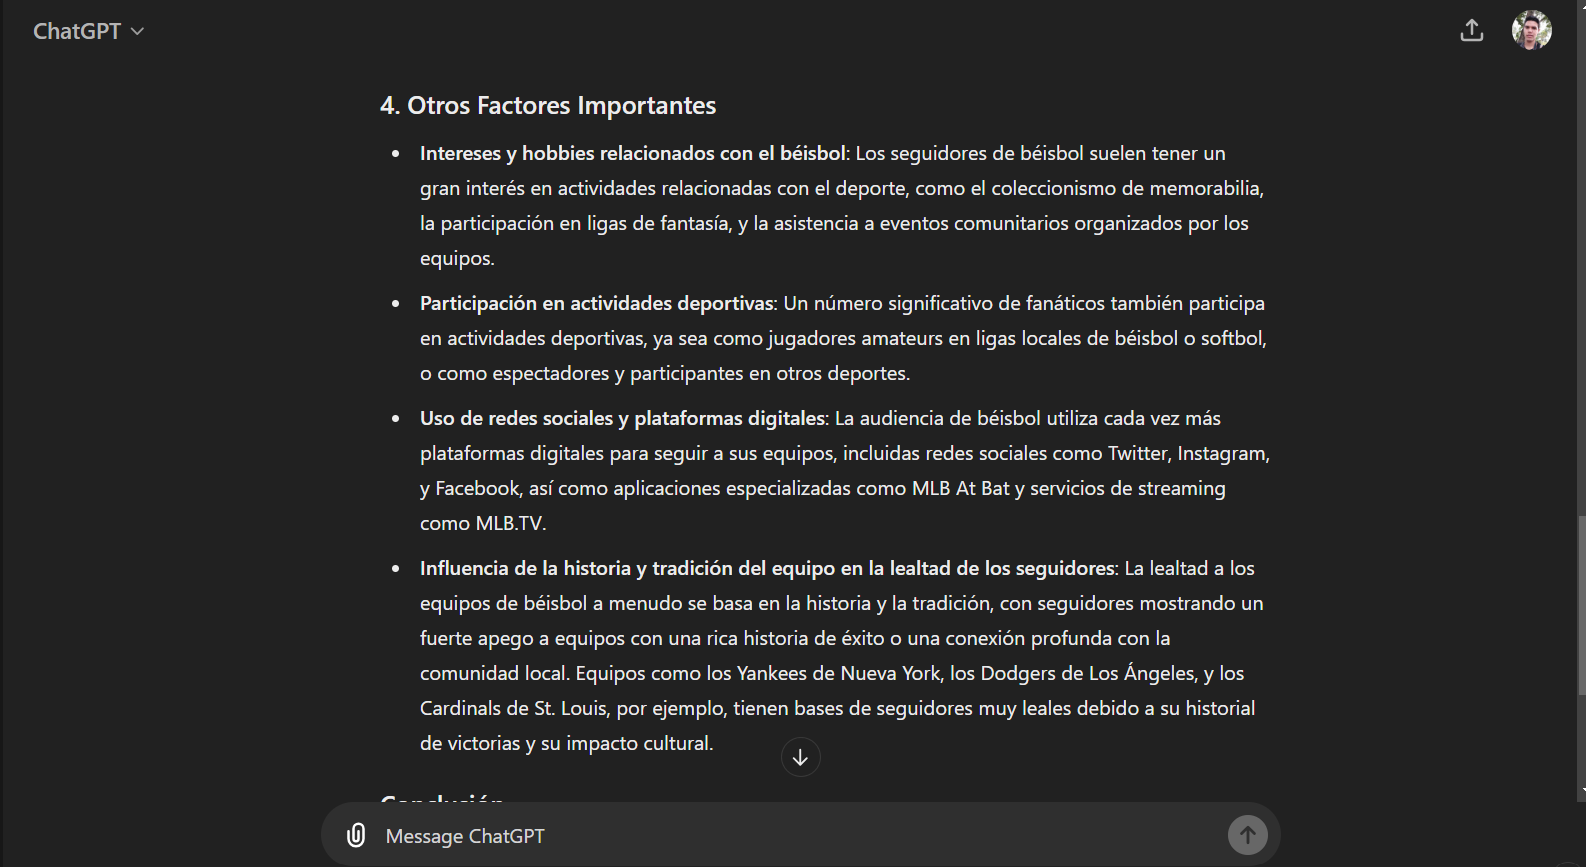 ChatGPT
4. Otros Factores Importantes
Intereses y hobbies relacionados con el béisbol: Los seguidores de béisbol suelen tener un
gran interés en actividades relacionadas con el deporte, como el coleccionismo de memorabilia,
la participación en ligas de fantasía, y la asistencia a eventos comunitarios organizados por los
equipos.
Participación en actividades deportivas: Un número significativo de fanáticos también participa
en actividades deportivas, ya sea como jugadores amateurs en ligas locales de béisbol o softbol,
o como espectadores y participantes en otros deportes.
Uso de redes sociales y plataformas digitales: La audiencia de béisbol utiliza cada vez más
plataformas digitales para seguir a sus equipos, incluidas redes sociales como Twitter, Instagram,
y Facebook, así como aplicaciones especializadas como MLB At Bat y servicios de streaming
como MLB.TV.
Influencia de la historia y tradición del equipo en la lealtad de los seguidores: La lealtad a los
equipos de béisbol a menudo se basa en la historia y la tradición, con seguidores mostrando un
fuerte apego a equipos con una rica historia de éxito o una conexión profunda con la
comunidad local. Equipos como los Yankees de Nueva York, los Dodgers de Los Ángeles, y los
Cardinals de St. Louis, por ejemplo, tienen bases de seguidores muy leales debido a su historial
de victorias y su impacto cultural.
Conclusión
Message ChatGPT